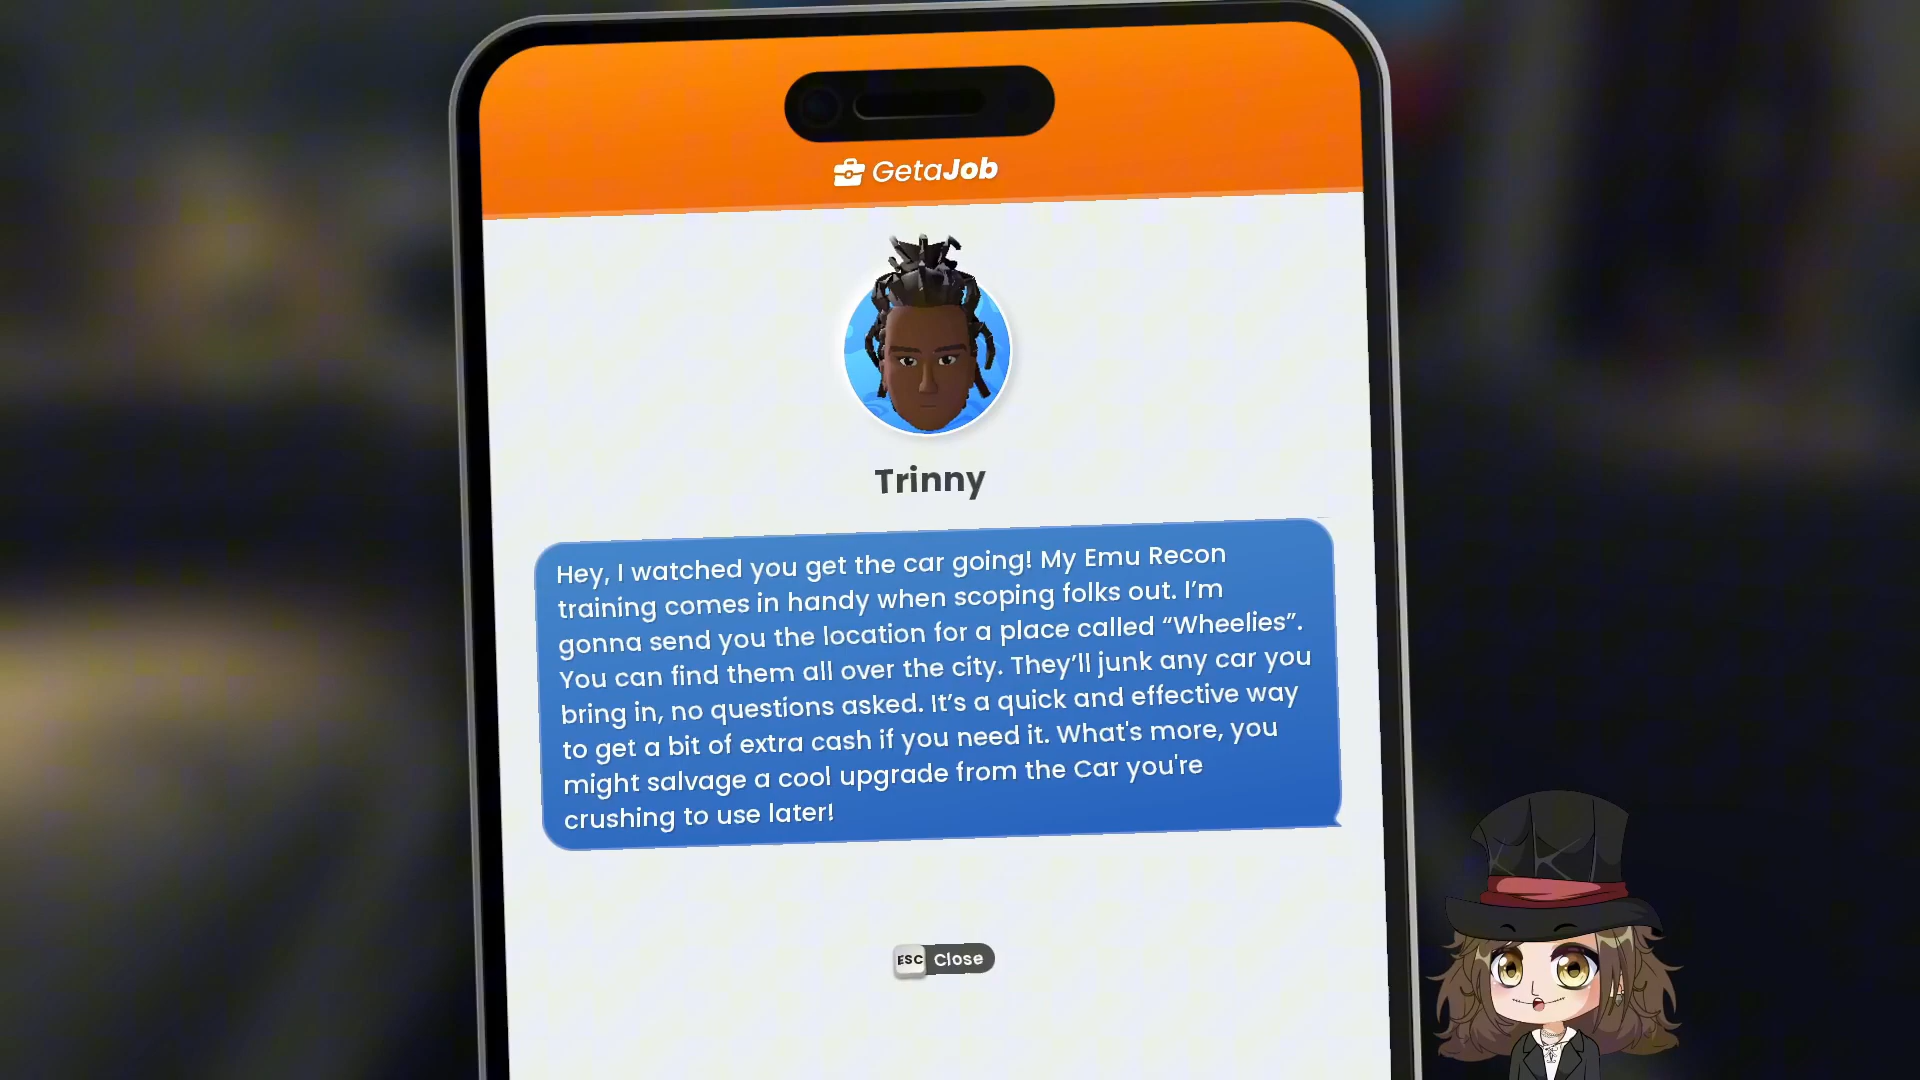 GetaJob
Trinny
Hey, I watched you get the car going! My Emu Recon
training comes in handy when scoping folks out. I’m
gonna send you the location for a place called “Wheelies”.
You can find them all over the city. They’ll junk any car you
bring in, no questions asked. It’s a quick and effective way
to get a bit of extra cash if you need it. What's more, you
might salvage a cool upgrade from the Car you're
crushing to use later!
ESC Close